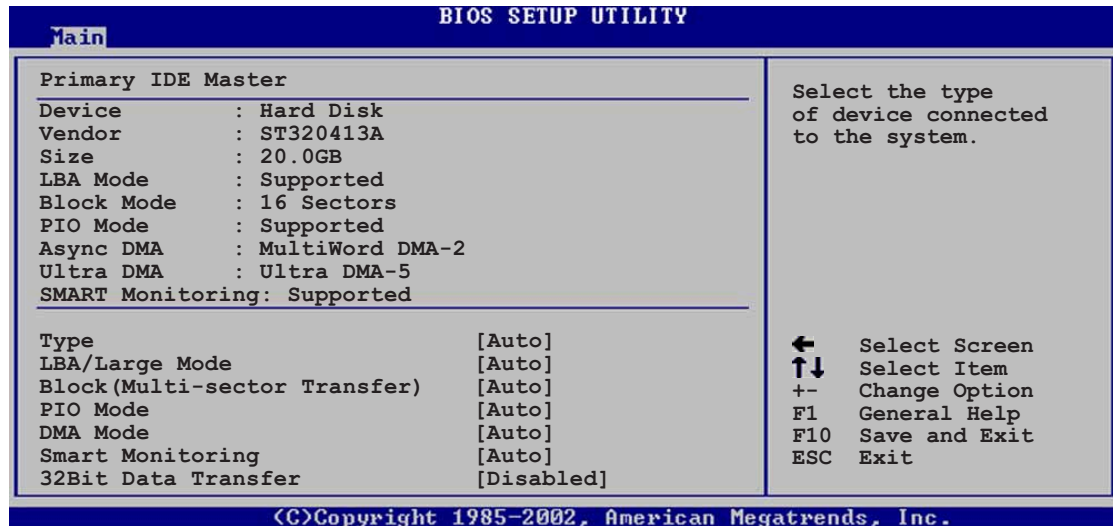 BIOS SETUP UTILITY
Main
Primary IDE Master
Device : Hard Disk
Vendor : ST320413A
Size : 20.0GB
LBA Mode : Supported
Block Mode : 16 Sectors
PIO Mode : Supported
Async DMA : MultiWord DMA-2
Ultra DMA : Ultra DMA-5
SMART Monitoring: Supported
Type [Auto]
LBA/Large Mode [Auto]
Block(Multi-sector Transfer) [Auto]
PIO Mode [Auto]
DMA Mode [Auto]
Smart Monitoring [Auto]
32Bit Data Transfer [Disabled]
Select the type
of device connected
to the system.
← Select Screen
↑↓ Select Item
+- Change Option
F1 General Help
F10 Save and Exit
ESC Exit
(C)Copyright 1985-2002, American Megatrends, Inc.